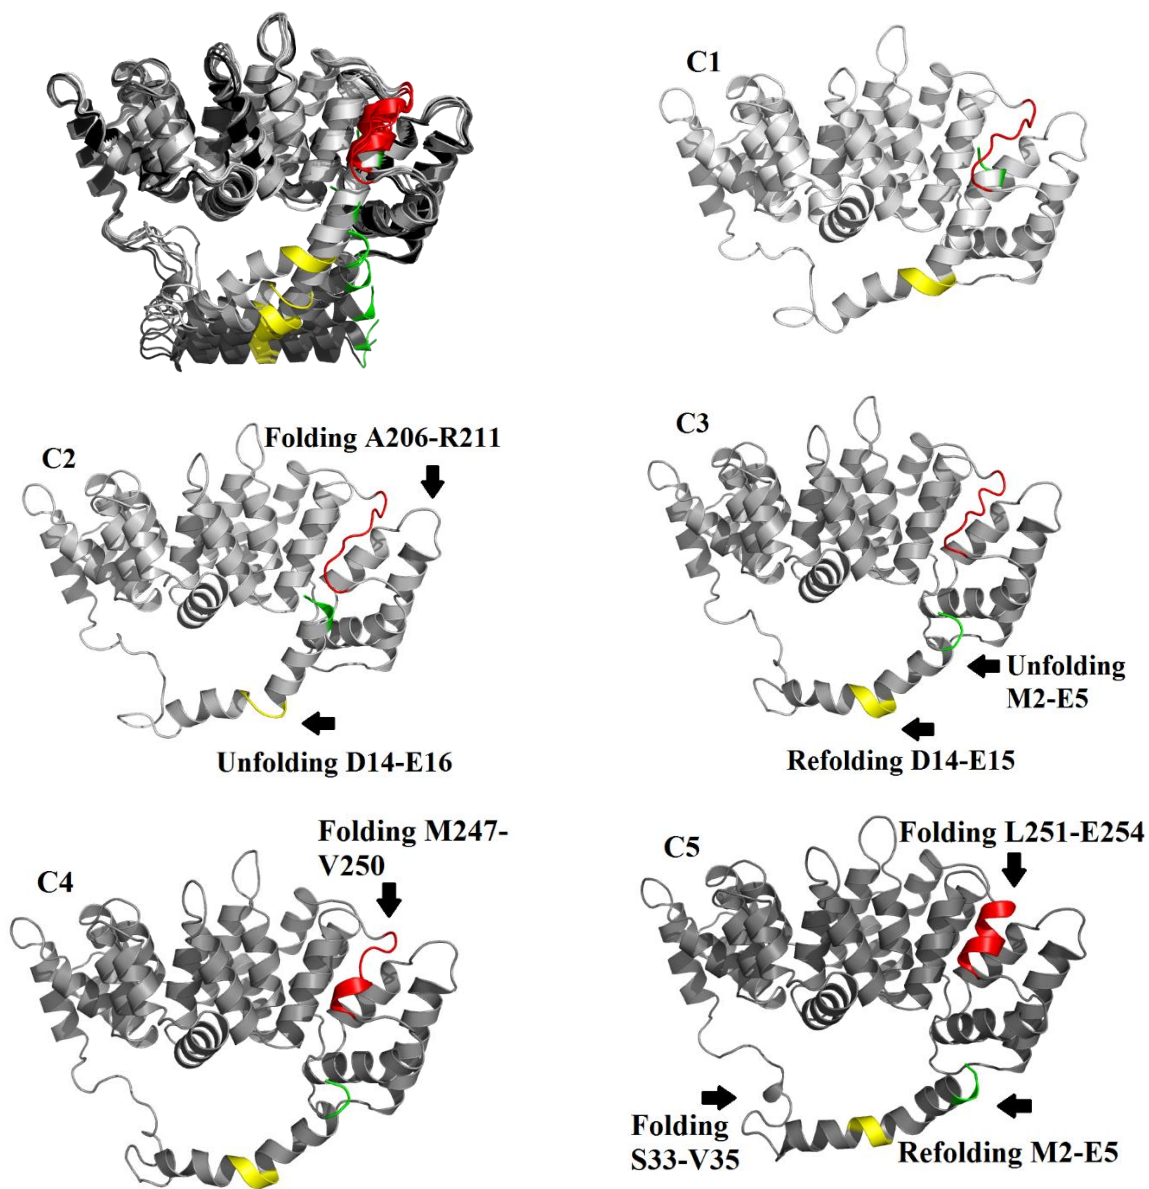 C1
C2
Folding A206-R211
Unfolding D14-E16
C3
Unfolding
M2-E5
Refolding D14-E15
C4
Folding M247-
V250
C5
Folding L251-E254
Folding
S33-V35
Refolding M2-E5